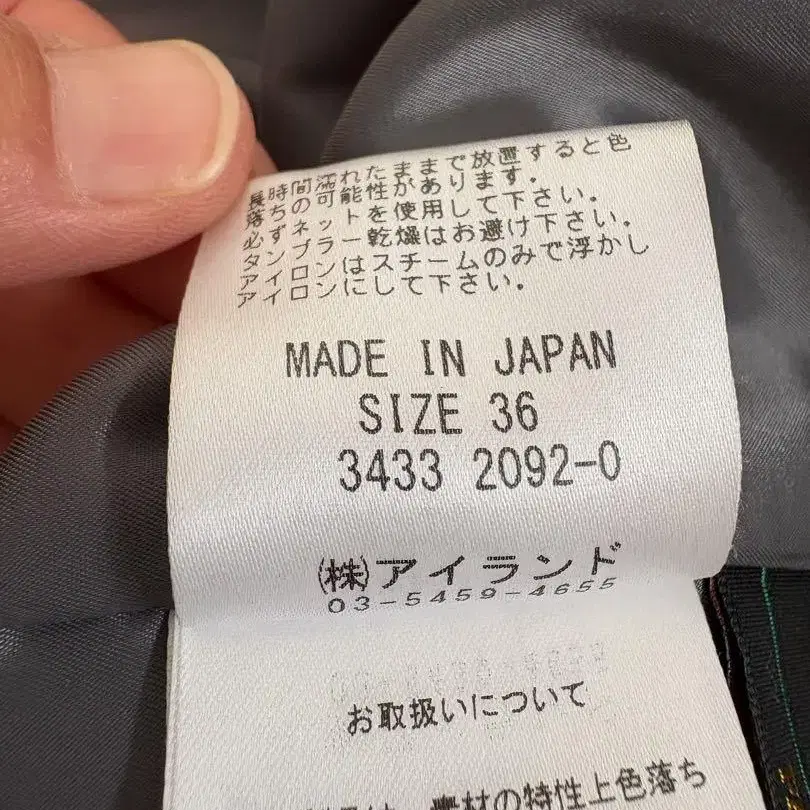 長時間濡れたままで放置すると色
落ちの可能性があります。
必ずネットを使用して下さい。
タンブラー乾燥はお避け下さい。
アイロンはスチームのみで浮かし
アイロンにして下さい。
MADE IN JAPAN
SIZE 36
3433 2092-0
(株)アイランド
03-5459-4655
お取扱いについて
素材の特性上色落ち